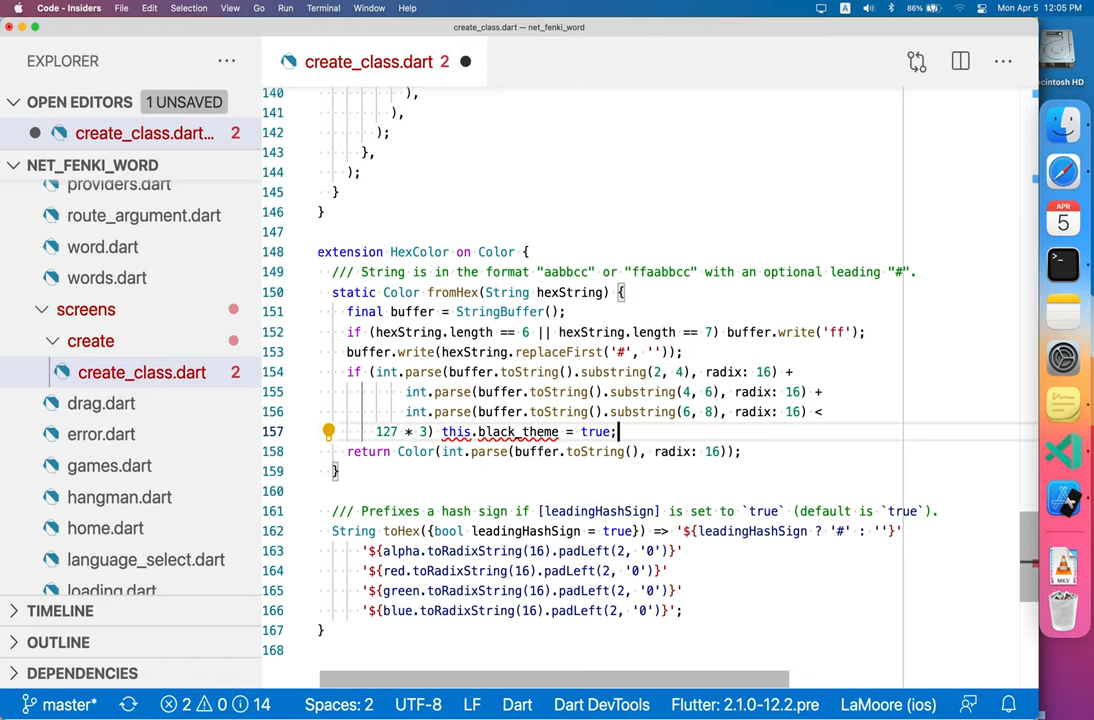 Code - Insiders File Edit Selection View Go Run Terminal Window Help A 86% Mon Apr 5 12:05 PM
create_class.dart — net_fenki_word
EXPLORER ···
create_class.dart 2 ● ···
OPEN EDITORS 1 UNSAVED
create_class.dart... 2
NET_FENKI_WORD
providers.dart
route_argument.dart
word.dart
words.dart
screens
create
create_class.dart 2
drag.dart
error.dart
games.dart
hangman.dart
home.dart
language_select.dart
loading.dart
TIMELINE
OUTLINE
DEPENDENCIES
140 ),
141 ),
142 );
143 },
144 );
145 }
146 }
147
148 extension HexColor on Color {
149 /// String is in the format "aabbcc" or "ffaabbcc" with an optional leading "#".
150 static Color fromHex(String hexString) {
151 final buffer = StringBuffer();
152 if (hexString.length == 6 || hexString.length == 7) buffer.write('ff');
153 buffer.write(hexString.replaceFirst('#', ''));
154 if (int.parse(buffer.toString().substring(2, 4), radix: 16) +
155 int.parse(buffer.toString().substring(4, 6), radix: 16) +
156 int.parse(buffer.toString().substring(6, 8), radix: 16) <
157 127 * 3) this.black_theme = true;
158 return Color(int.parse(buffer.toString(), radix: 16));
159 }
160
161 /// Prefixes a hash sign if [leadingHashSign] is set to `true` (default is `true`).
162 String toHex({bool leadingHashSign = true}) => '${leadingHashSign ? '#' : ''}'
163 '${alpha.toRadixString(16).padLeft(2, '0')}'
164 '${red.toRadixString(16).padLeft(2, '0')}'
165 '${green.toRadixString(16).padLeft(2, '0')}'
166 '${blue.toRadixString(16).padLeft(2, '0')}';
167 }
168
master* 2 0 14 Spaces: 2 UTF-8 LF Dart Dart DevTools Flutter: 2.1.0-12.2.pre LaMoore (ios)
acintosh HD
APR
5
MKV